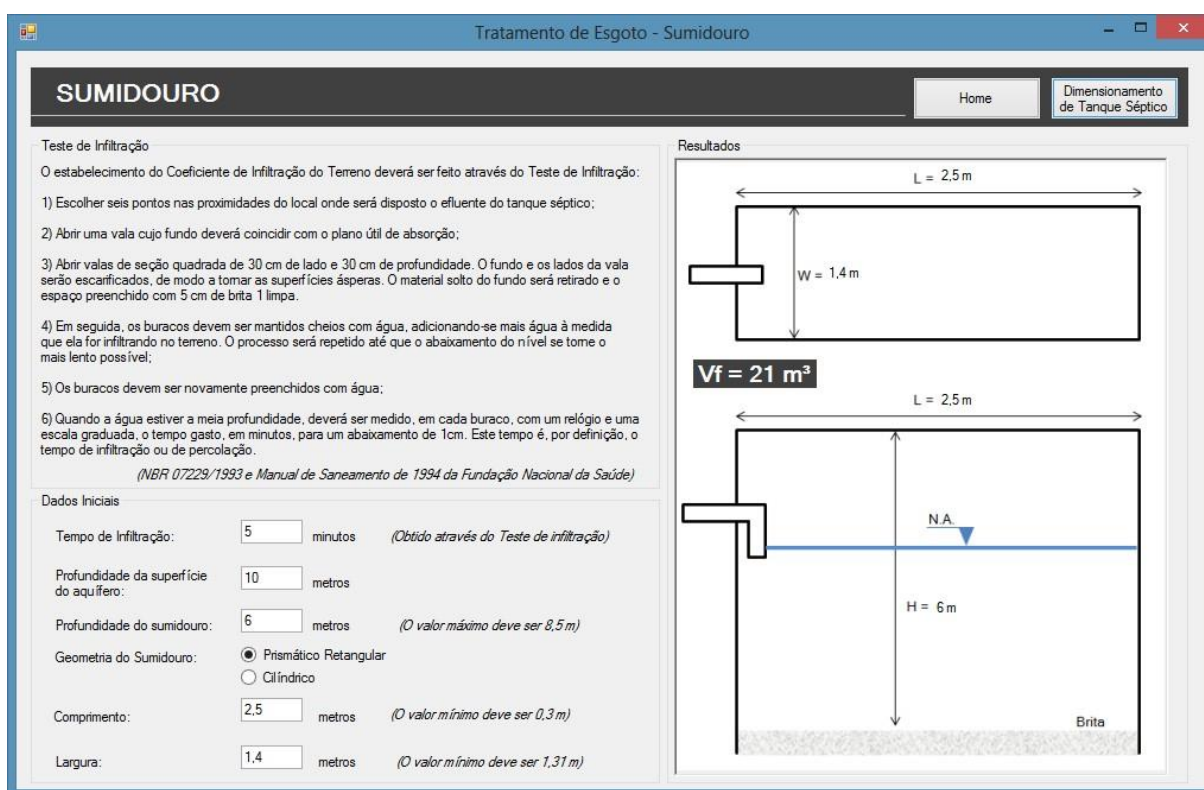 Tratamento de Esgoto - Sumidouro
SUMIDOURO
Home
Dimensionamento
de Tanque Séptico
Teste de Infiltração
O estabelecimento do Coeficiente de Infiltração do Terreno deverá ser feito através do Teste de Infiltração:
1) Escolher seis pontos nas proximidades do local onde será disposto o efluente do tanque séptico;
2) Abrir uma vala cujo fundo deverá coincidir com o plano útil de absorção;
3) Abrir valas de seção quadrada de 30 cm de lado e 30 cm de profundidade. O fundo e os lados da vala
serão escarificados, de modo a tornar as superfícies ásperas. O material solto do fundo será retirado e o
espaço preenchido com 5 cm de brita 1 limpa.
4) Em seguida, os buracos devem ser mantidos cheios com água, adicionando-se mais água à medida
que ela for infiltrando no terreno. O processo será repetido até que o abaixamento do nível se torne o
mais lento possível;
5) Os buracos devem ser novamente preenchidos com água;
6) Quando a água estiver a meia profundidade, deverá ser medido, em cada buraco, com um relógio e uma
escala graduada, o tempo gasto, em minutos, para um abaixamento de 1cm. Este tempo é, por definição, o
tempo de infiltração ou de percolação.
(NBR 07229/1993 e Manual de Saneamento de 1994 da Fundação Nacional da Saúde)
Dados Iniciais
Tempo de Infiltração: 5 minutos (Obtido através do Teste de infiltração)
Profundidade da superfície
do aquífero: 10 metros
Profundidade do sumidouro: 6 metros (O valor máximo deve ser 8,5 m)
Geometria do Sumidouro: Prismático Retangular
Cilíndrico
Comprimento: 2,5 metros (O valor mínimo deve ser 0,3 m)
Largura: 1,4 metros (O valor mínimo deve ser 1,31 m)
Resultados
L = 2,5 m
W = 1,4 m
Vf = 21 m³
L = 2,5 m
N.A.
H = 6 m
Brita